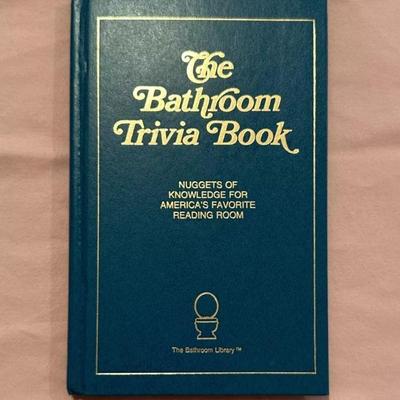 The
Bathroom
Trivia Book
NUGGETS OF
KNOWLEDGE FOR
AMERICA'S FAVORITE
READING ROOM
The Bathroom Library™